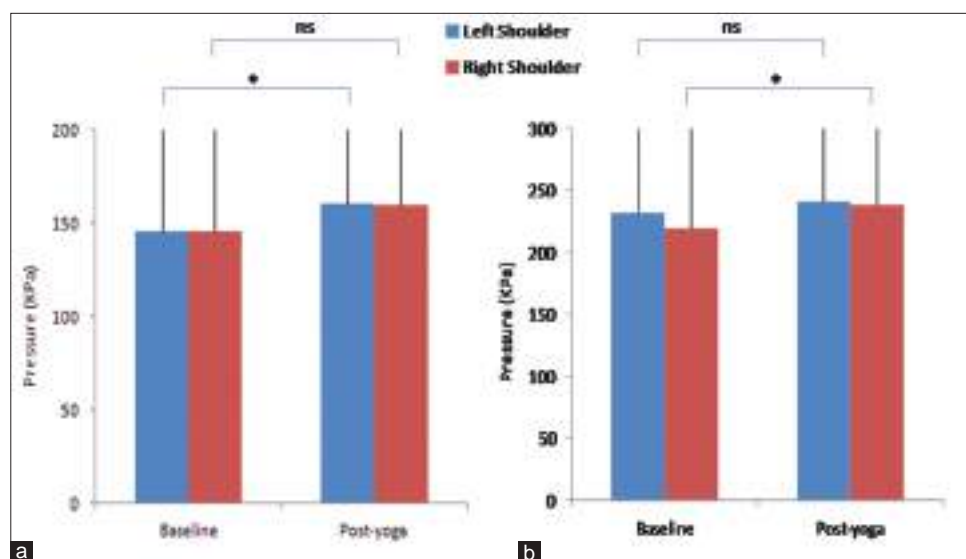 ns
Left Shoulder
Right Shoulder
*
200
150
100
50
0
Pressure (KPa)
Baseline
Post-yoga
a
ns
*
300
250
200
150
100
50
0
Pressure (KPa)
Baseline
Post-yoga
b